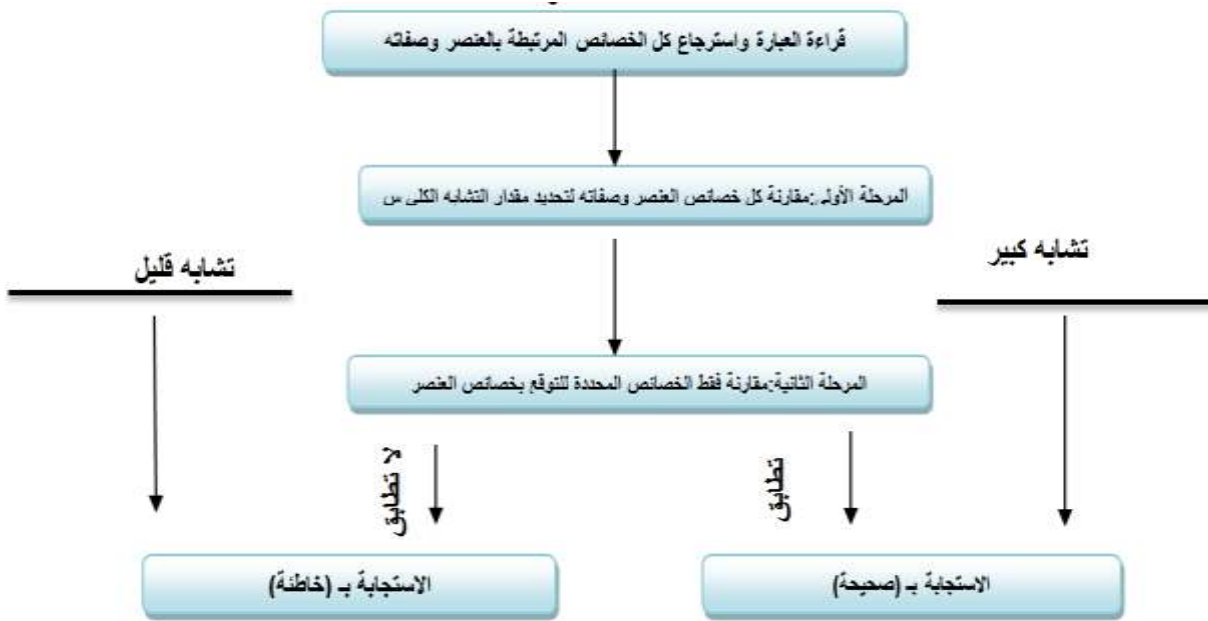 قراءة العبارة واسترجاع كل الخصائص المرتبطة بالعنصر وصفاته
المرحلة الأولى:مقارنة كل خصائص العنصر وصفاته لتحديد مقدار التشابه الكلي س
تشابه كبير
تشابه قليل
المرحلة الثانية:مقارنة فقط الخصائص المحددة للتوقع بخصائص العنصر
تطابق
لا تطابق
الاستجابة بـ (صحيحة)
الاستجابة بـ (خاطئة)